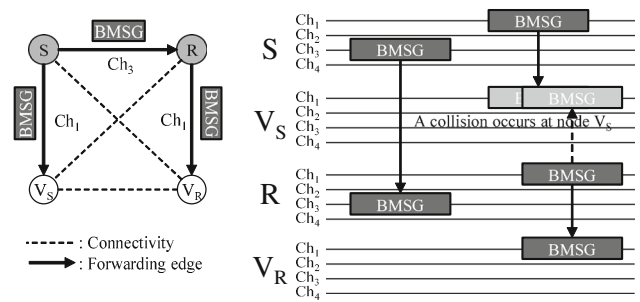 BMSG
S
R
Ch3
BMSG
BMSG
Ch1
Ch1
VS
VR
: Connectivity
: Forwarding edge
S
Ch1
Ch2
Ch3
Ch4
BMSG
BMSG
VS
Ch1
Ch2
Ch3
Ch4
BMSG
A collision occurs at node VS
R
Ch1
Ch2
Ch3
Ch4
BMSG
BMSG
VR
Ch1
Ch2
Ch3
Ch4
BMSG